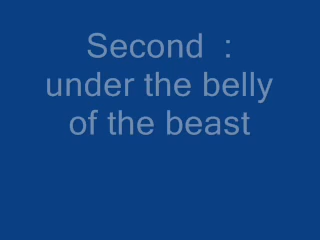 Second :
under the belly
of the beast